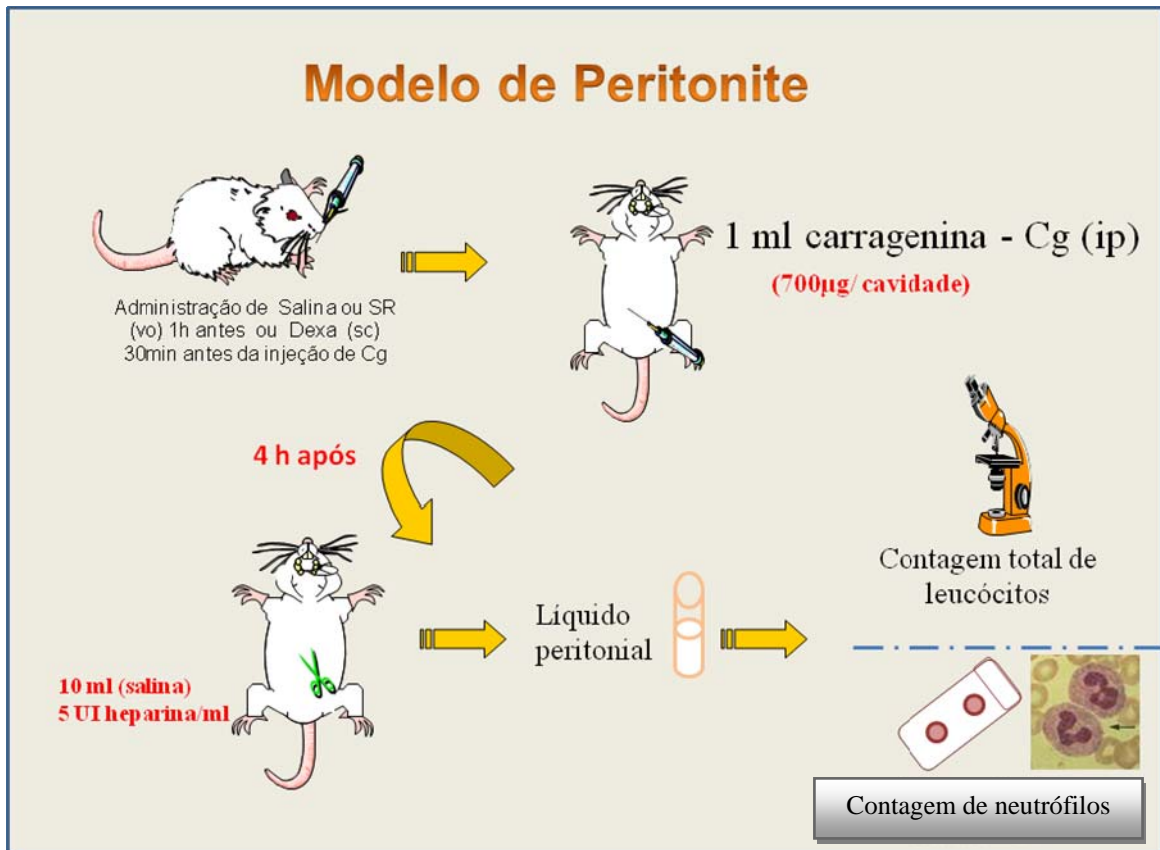 Modelo de Peritonite
Administração de Salina ou SR
(vo) 1h antes ou Dexa (sc)
30min antes da injeção de Cg
1 ml carragenina - Cg (ip)
(700µg/ cavidade)
4 h após
10 ml (salina)
5 UI heparina/ml
Líquido
peritonial
Contagem total de
leucócitos
Contagem de neutrófilos